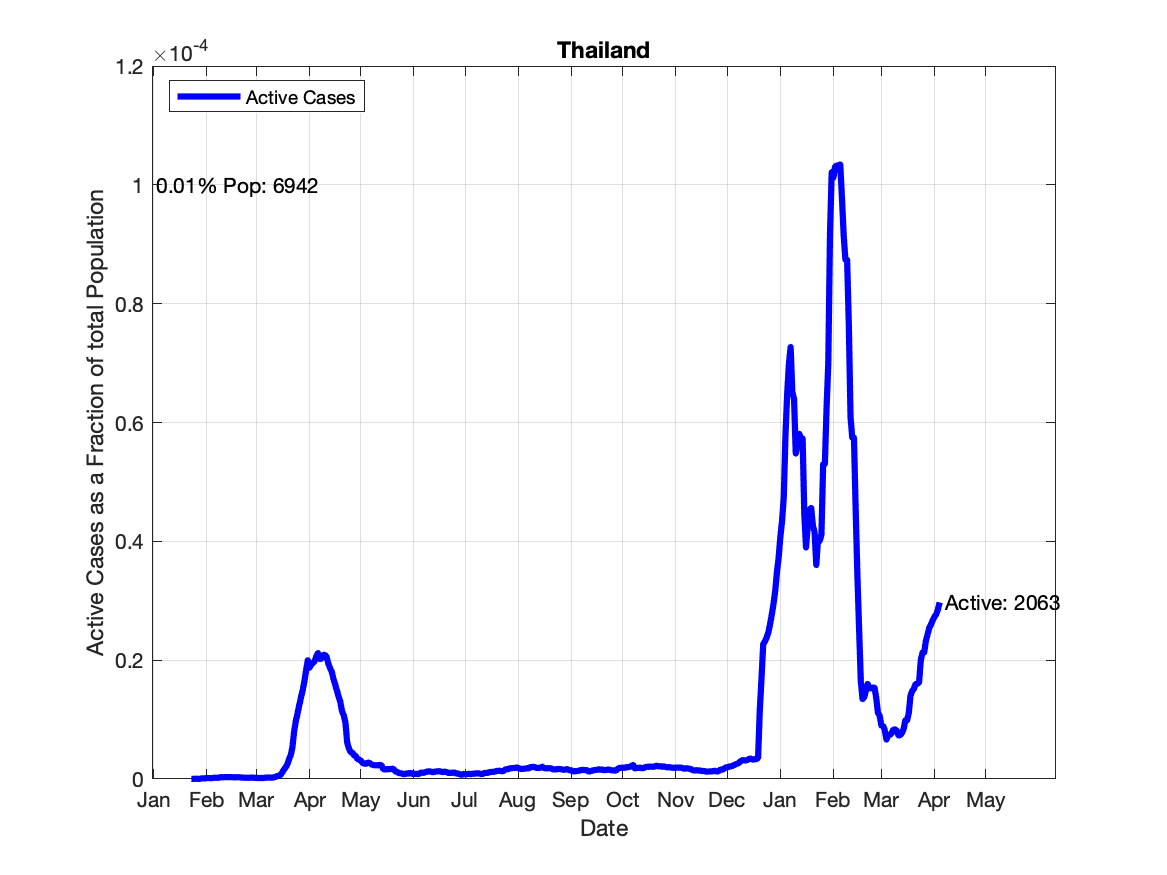 Thailand
×10-4
1.2
1
0.8
0.6
0.4
0.2
0
Active Cases
0.01% Pop: 6942
Active: 2063
Active Cases as a Fraction of total Population
Jan Feb Mar Apr May Jun Jul Aug Sep Oct Nov Dec Jan Feb Mar Apr May
Date